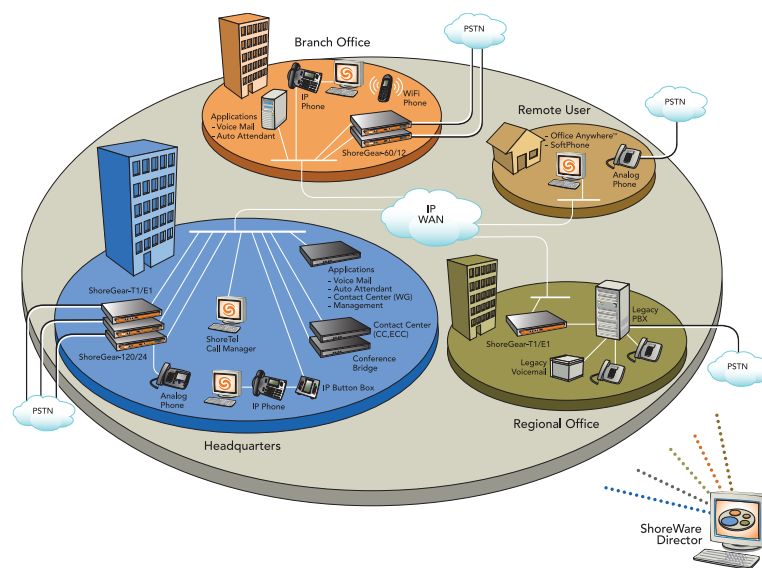 Branch Office
PSTN
IP
Phone
WiFi
Phone
Applications
- Voice Mail
- Auto Attendant
ShoreGear-60/12
Remote User
PSTN
- Office Anywhere™
- SoftPhone
Analog
Phone
IP
WAN
ShoreGear-T1/E1
ShoreGear-120/24
ShoreTel
Call Manager
Applications
- Voice Mail
- Auto Attendant
- Contact Center (WG)
- Management
Contact Center
(CC,ECC)
Conference
Bridge
Analog
Phone
IP Phone
IP Button Box
PSTN
Headquarters
Legacy
PBX
ShoreGear-T1/E1
Legacy
Voicemail
PSTN
Regional Office
ShoreWare
Director